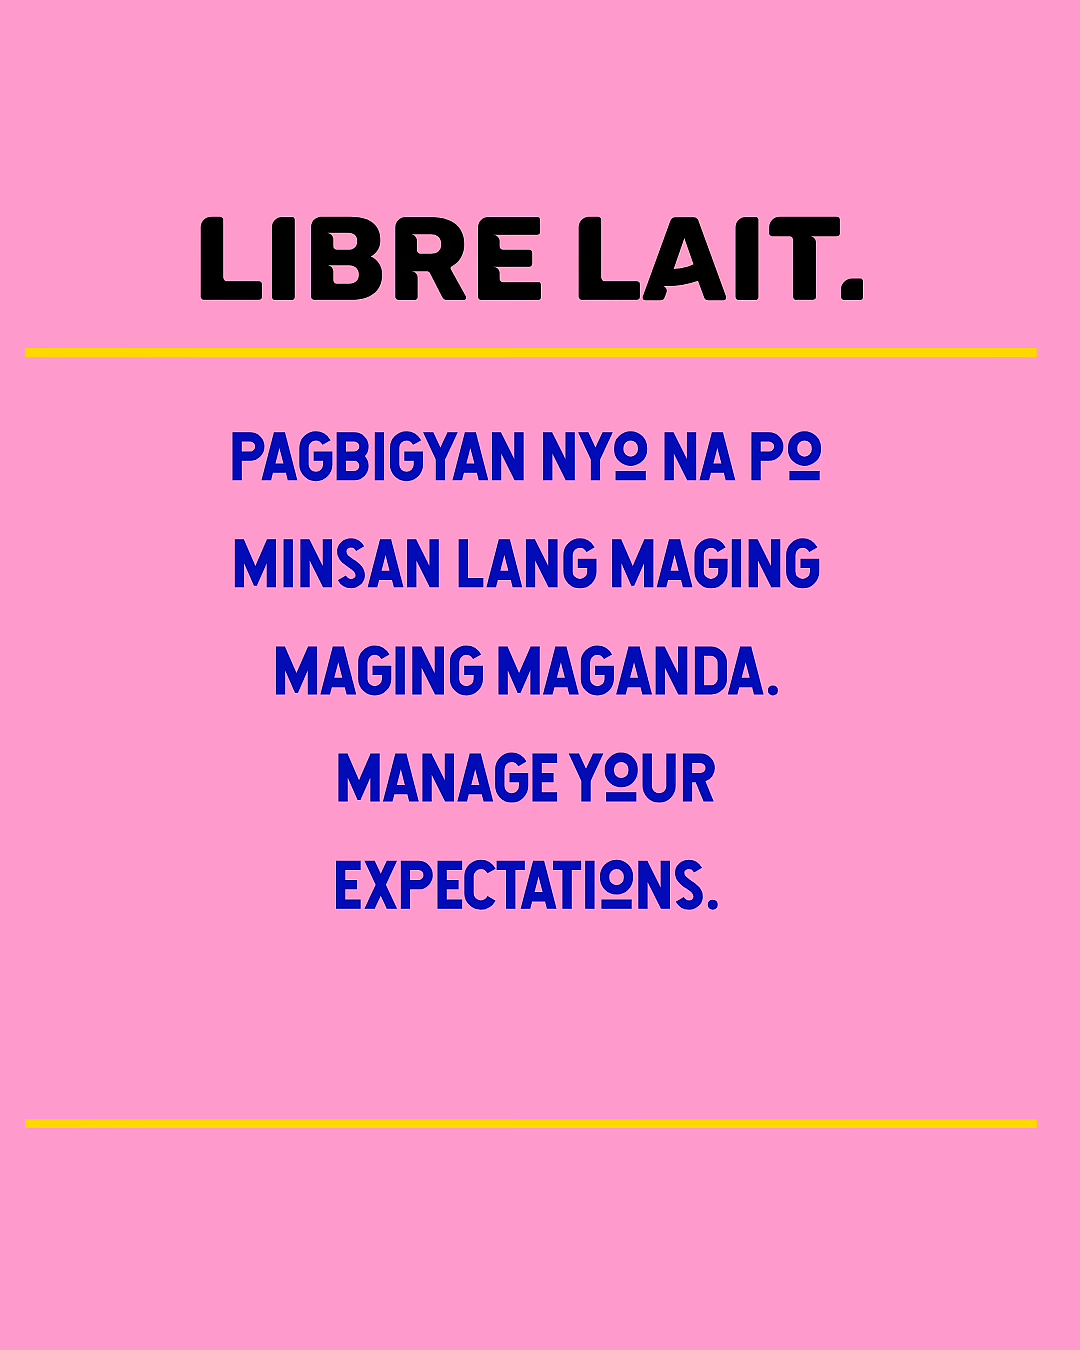 LIBRE LAIT.
PAGBIGYAN NYO NA PO
MINSAN LANG MAGING
MAGING MAGANDA.
MANAGE YOUR
EXPECTATIONS.